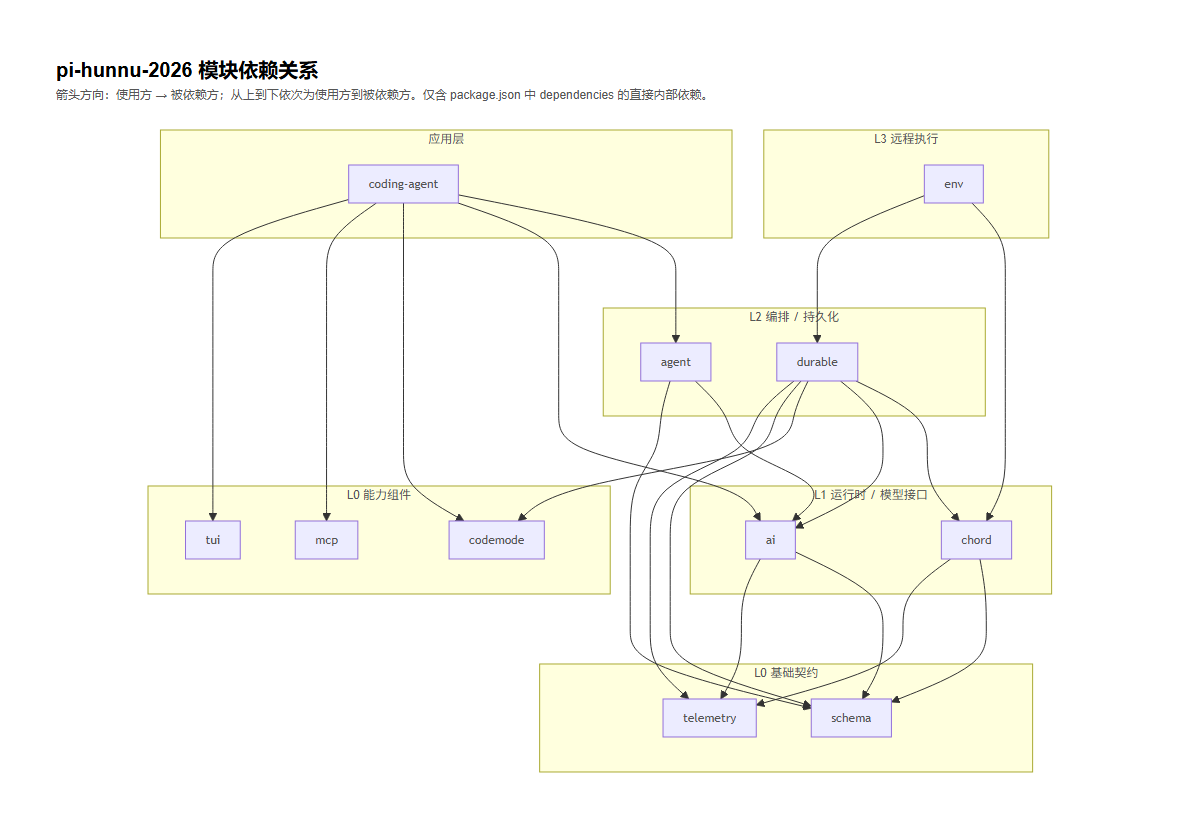 pi-hunnu-2026 模块依赖关系
箭头方向：使用方 → 被依赖方；从上到下依次为使用方到被依赖方。仅含 package.json 中 dependencies 的直接内部依赖。
应用层
L3 远程执行
coding-agent
env
L2 编排 / 持久化
agent
durable
L0 能力组件
L1 运行时 / 模型接口
tui
mcp
codemode
ai
chord
L0 基础契约
telemetry
schema